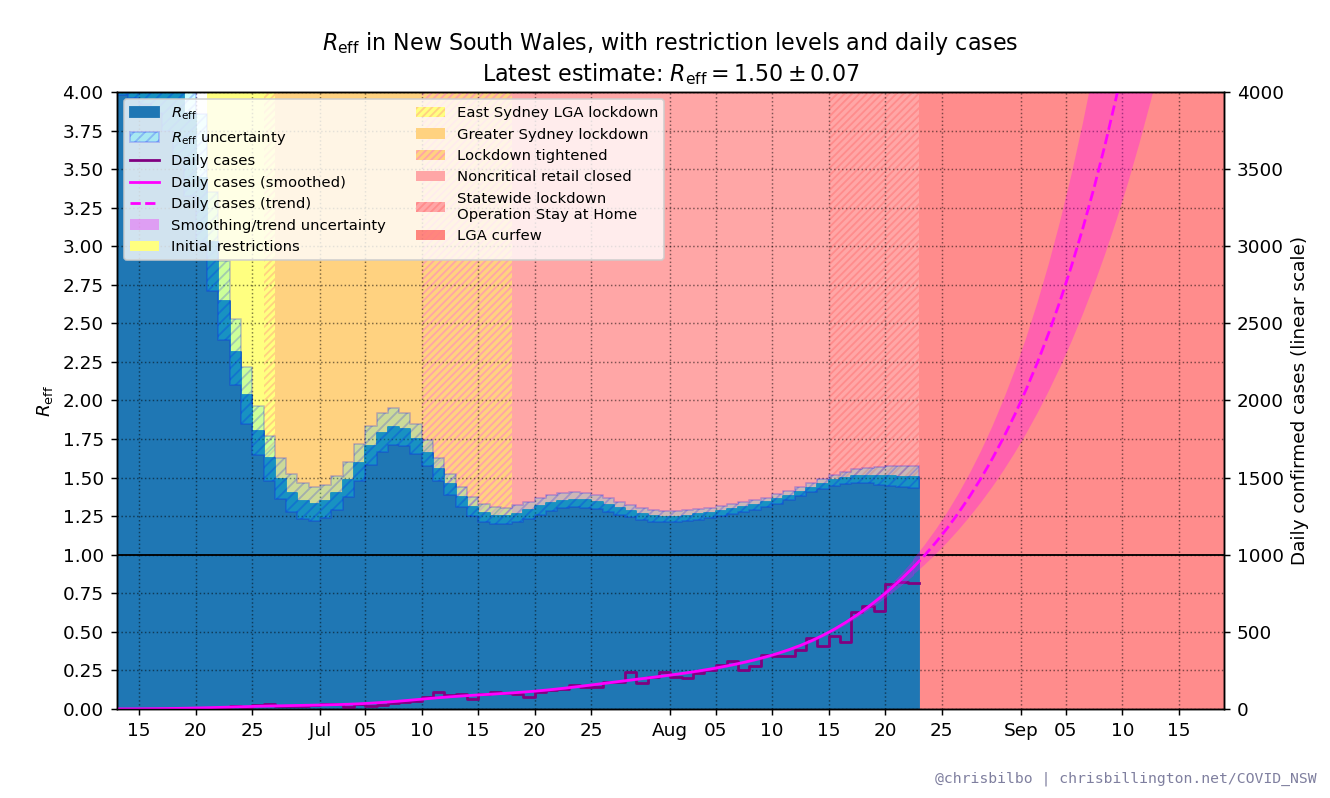 R_eff in New South Wales, with restriction levels and daily cases
Latest estimate: R_eff = 1.50 ± 0.07
R_eff
R_eff uncertainty
Daily cases
Daily cases (smoothed)
Daily cases (trend)
Smoothing/trend uncertainty
Initial restrictions
East Sydney LGA lockdown
Greater Sydney lockdown
Lockdown tightened
Noncritical retail closed
Statewide lockdown
Operation Stay at Home
LGA curfew
4.00
3.75
3.50
3.25
3.00
2.75
2.50
2.25
2.00
1.75
1.50
1.25
1.00
0.75
0.50
0.25
0.00
R_eff
4000
3500
3000
2500
2000
1500
1000
500
0
Daily confirmed cases (linear scale)
15 20 25 Jul 05 10 15 20 25 Aug 05 10 15 20 25 Sep 05 10 15
@chrisbilbo | chrisbillington.net/COVID_NSW